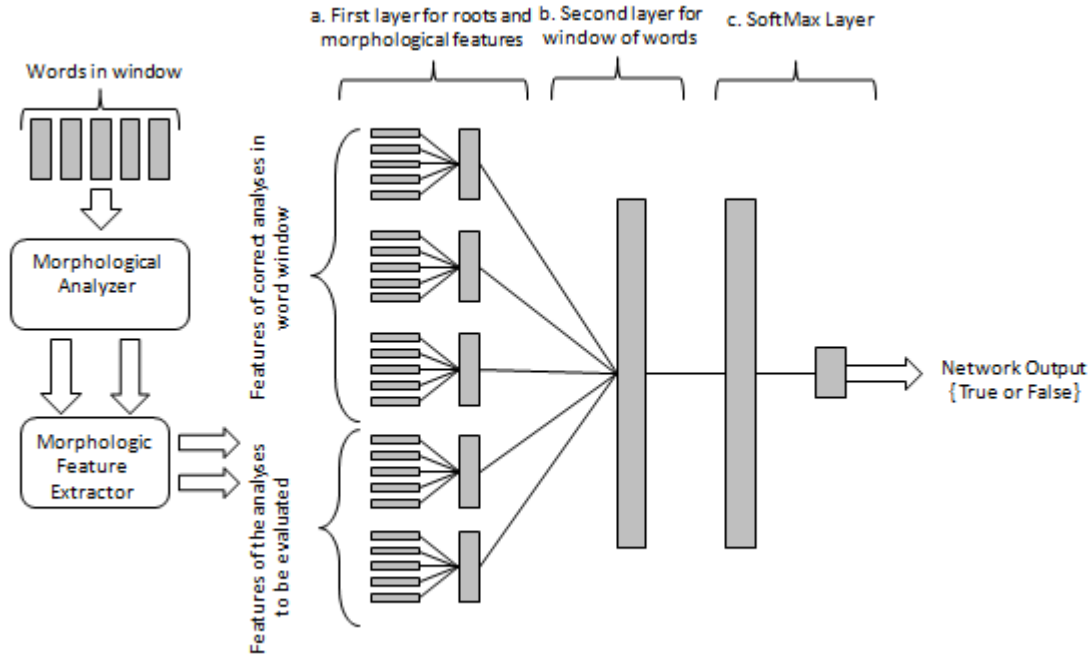 a. First layer for roots and
morphological features
b. Second layer for
window of words
c. SoftMax Layer
Words in window
Morphological
Analyzer
Morphologic
Feature
Extractor
Features of correct analyses in
word window
Features of the analyses
to be evaluated
Network Output
{True or False}